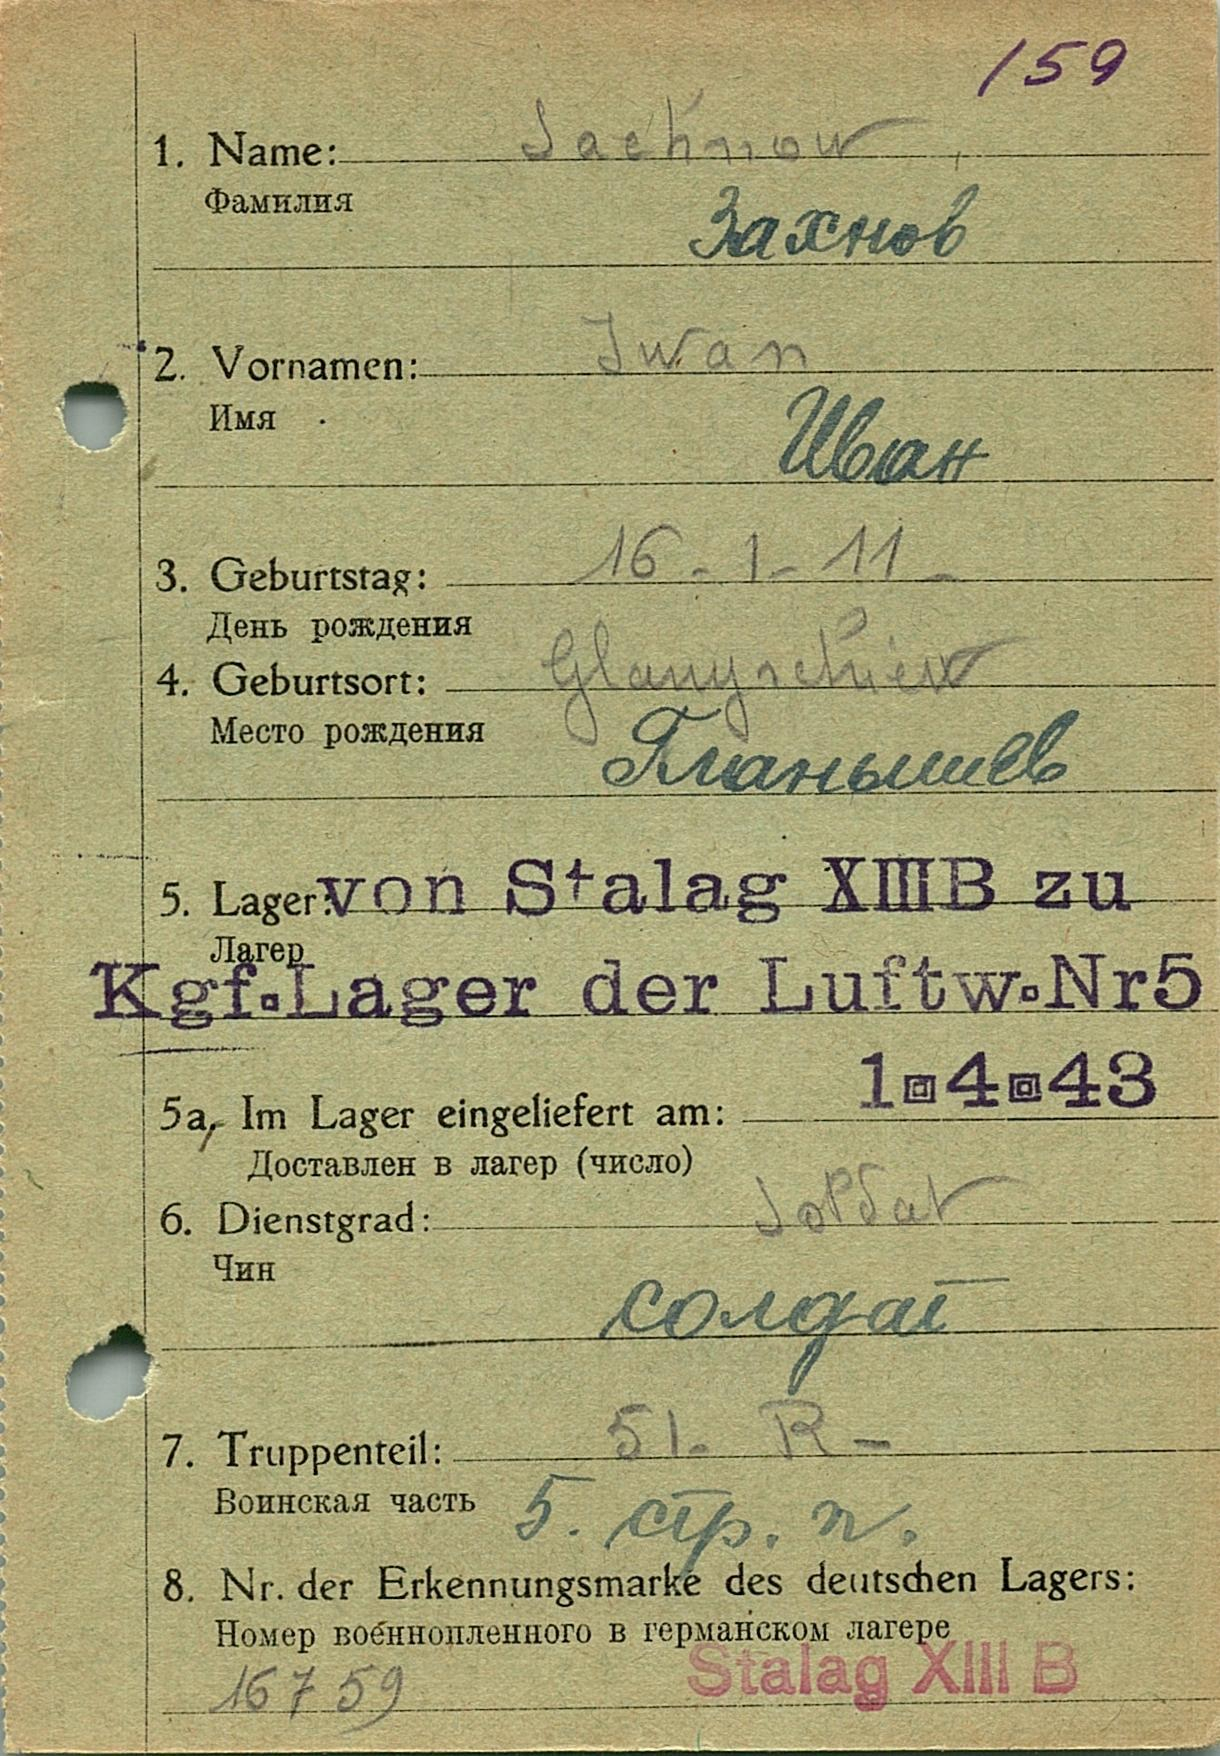 159
1. Name: Sachnow
Фамилия
Захнов
2. Vornamen: Iwan
Имя
Иван
3. Geburtstag: 16 - 1 - 11 -
День рождения
4. Geburtsort: Glanyschiew
Место рождения
Гланышев
5. Lager: von Stalag XIIIB zu
Лагер
Kgf.Lager der Luftw.Nr5
1.4.43
5a, Im Lager eingeliefert am:
Доставлен в лагер (число)
6. Dienstgrad: Soldat
Чин
солдат
7. Truppenteil: 51. R -
Воинская часть 5. стр. п.
8. Nr. der Erkennungsmarke des deutschen Lagers:
Номер военнопленного в германском лагере
16759 Stalag XIII B